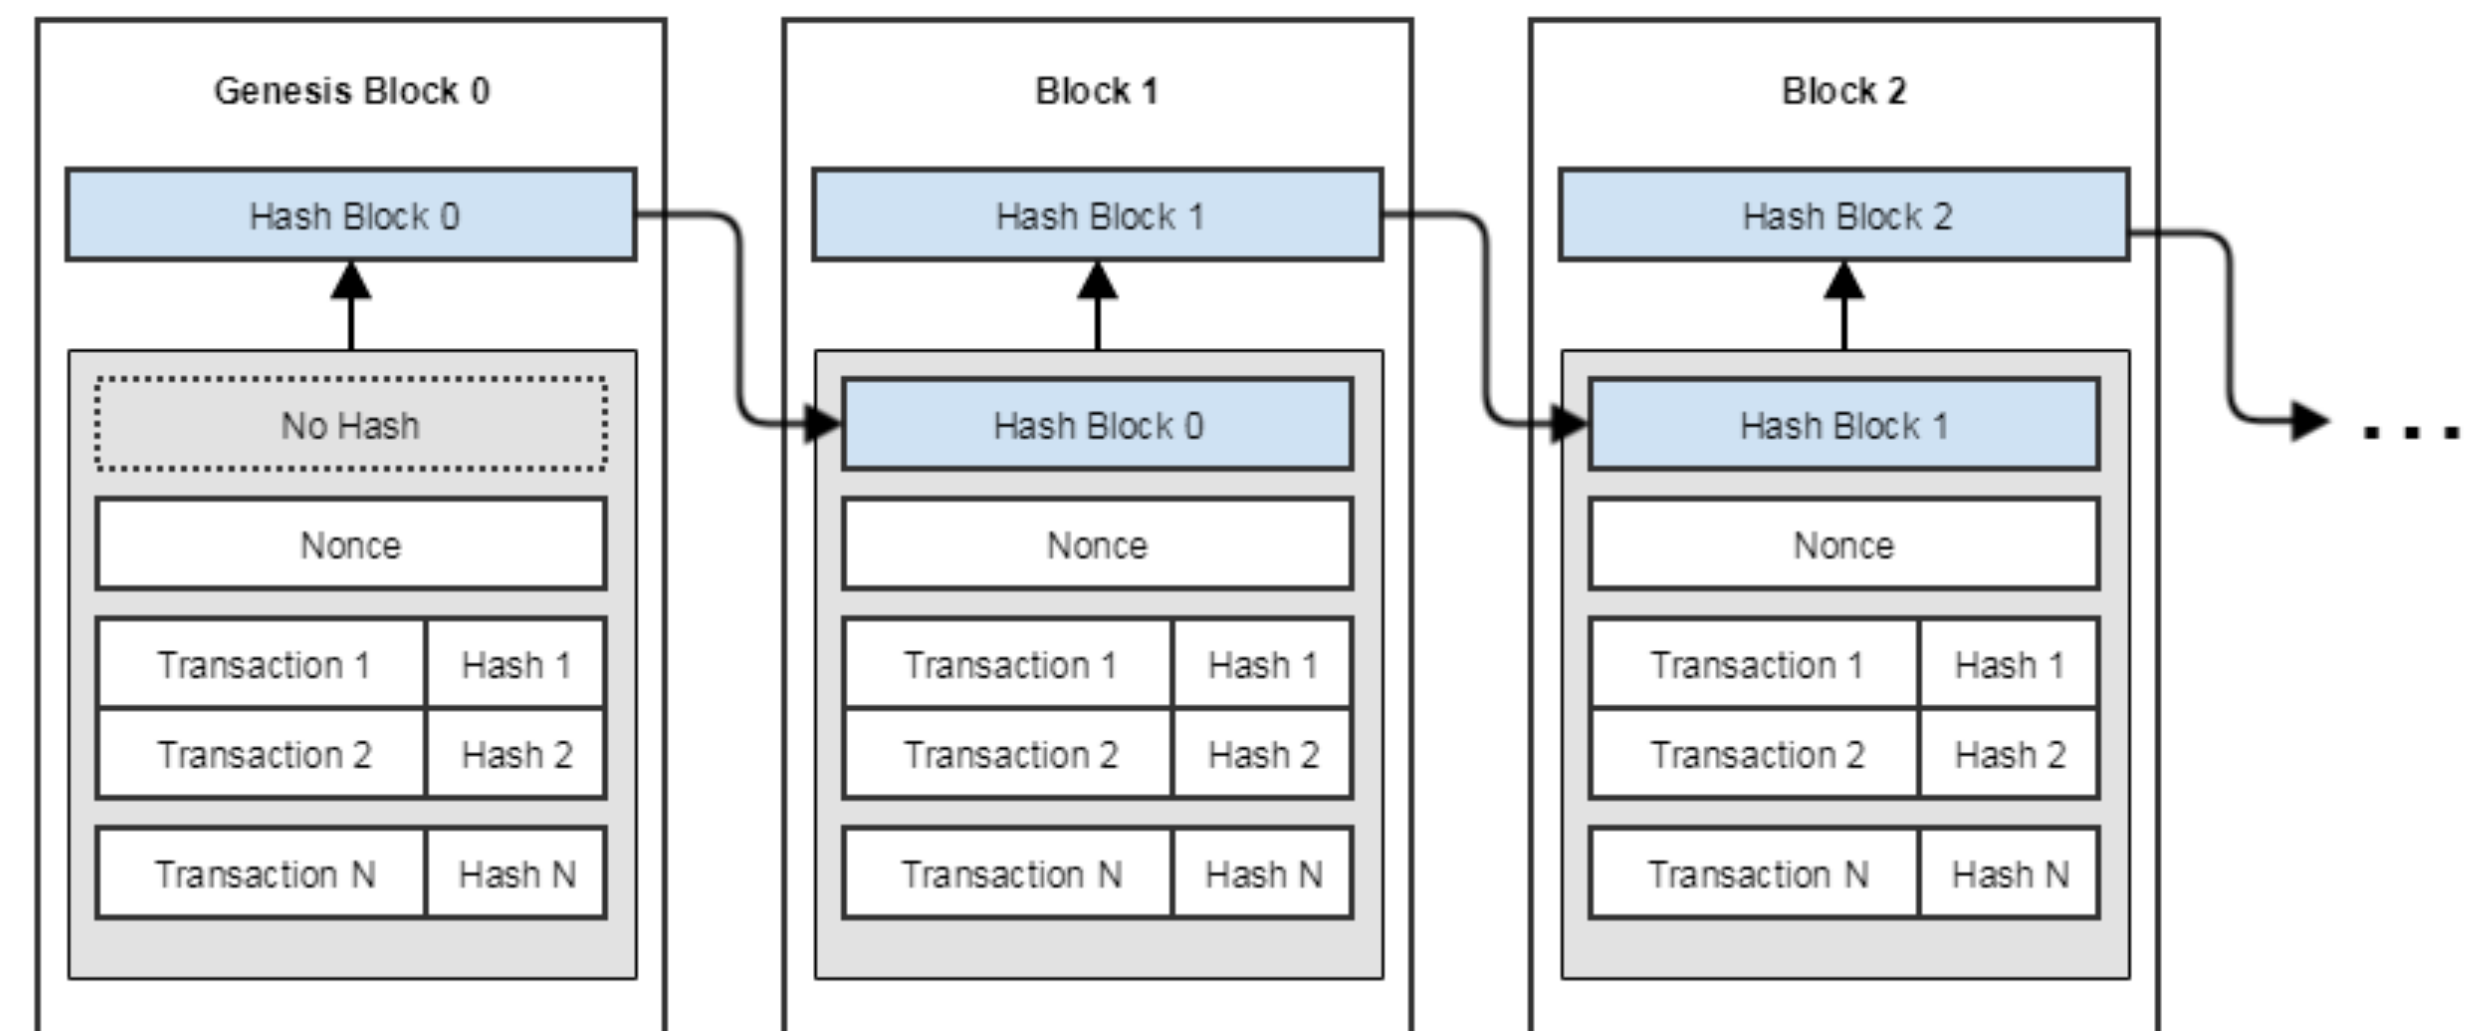 Genesis Block 0
Hash Block 0
No Hash
Nonce
Transaction 1 Hash 1
Transaction 2 Hash 2
Transaction N Hash N
Block 1
Hash Block 1
Hash Block 0
Nonce
Transaction 1 Hash 1
Transaction 2 Hash 2
Transaction N Hash N
Block 2
Hash Block 2
Hash Block 1
Nonce
Transaction 1 Hash 1
Transaction 2 Hash 2
Transaction N Hash N
...